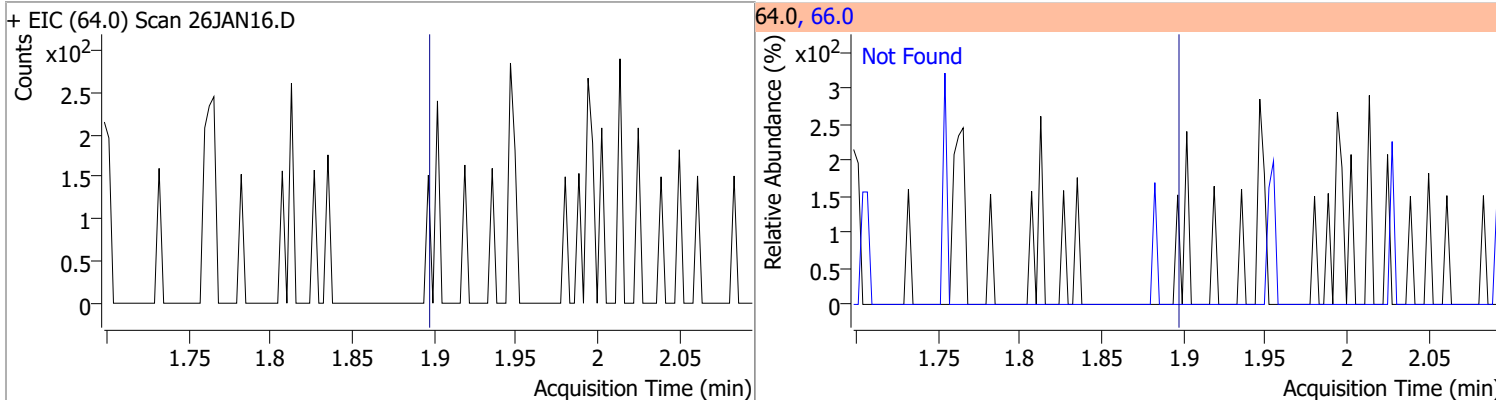 + EIC (64.0) Scan 26JAN16.D
Counts
x10²
2.5
2
1.5
1
0.5
0
1.75 1.8 1.85 1.9 1.95 2 2.05
Acquisition Time (min)
64.0, 66.0
Relative Abundance (%)
x10²
Not Found
3
2.5
2
1.5
1
0.5
0
1.75 1.8 1.85 1.9 1.95 2 2.05
Acquisition Time (min)